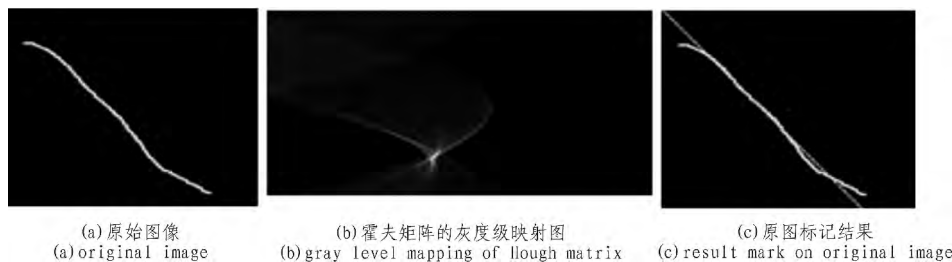 (a)原始图像
(a)original image
(b)霍夫矩阵的灰度级映射图
(b)gray level mapping of Hough matrix
(c)原图标记结果
(c)result mark on original image